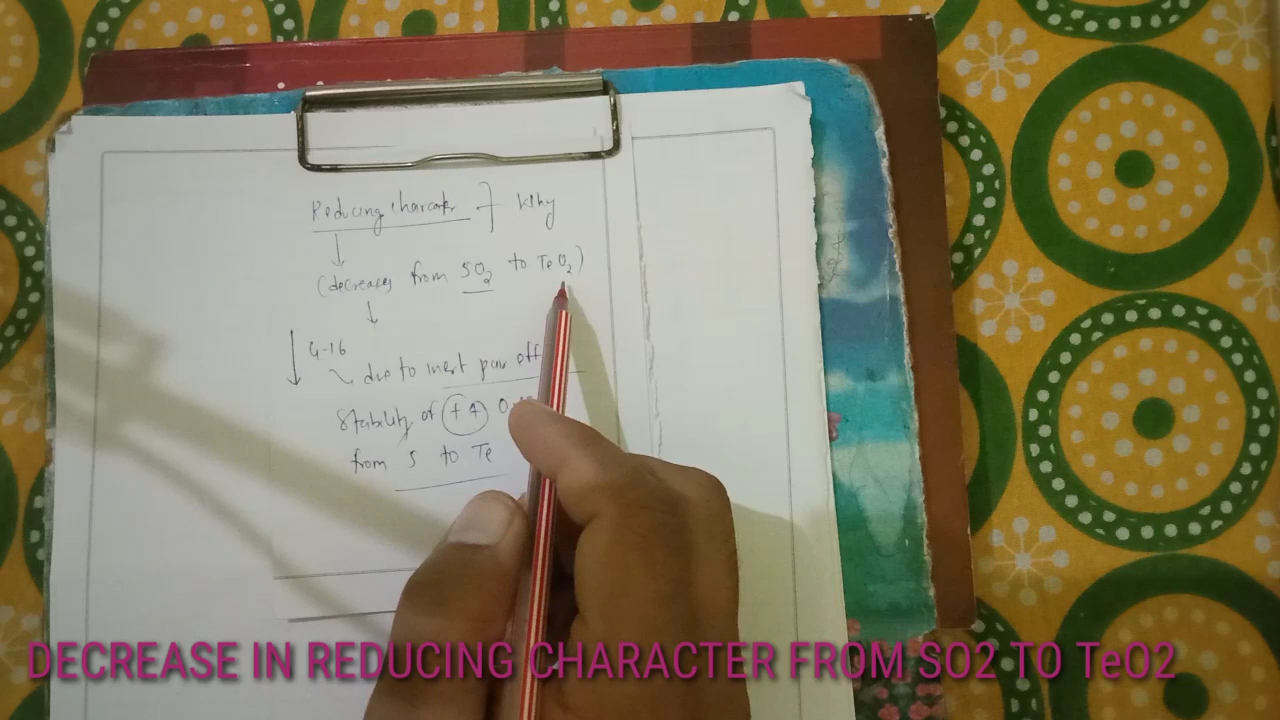 Reducing character } Why
(decreases from SO2 to TeO2)
G-16
due to inert pair eff
Stability of +4
from S to Te
DECREASE IN REDUCING CHARACTER FROM SO2 TO TeO2